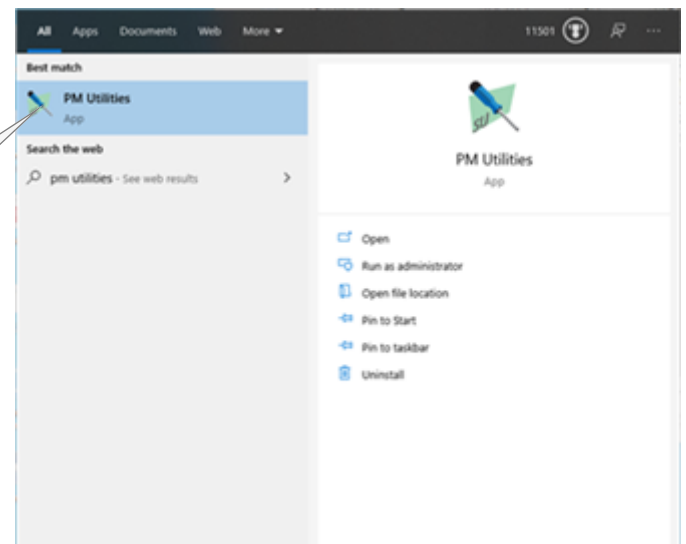 All Apps Documents Web More 11501
Best match
PM Utilities
App
Search the web
pm utilities - See web results
SU
PM Utilities
App
Open
Run as administrator
Open file location
Pin to Start
Pin to taskbar
Uninstall